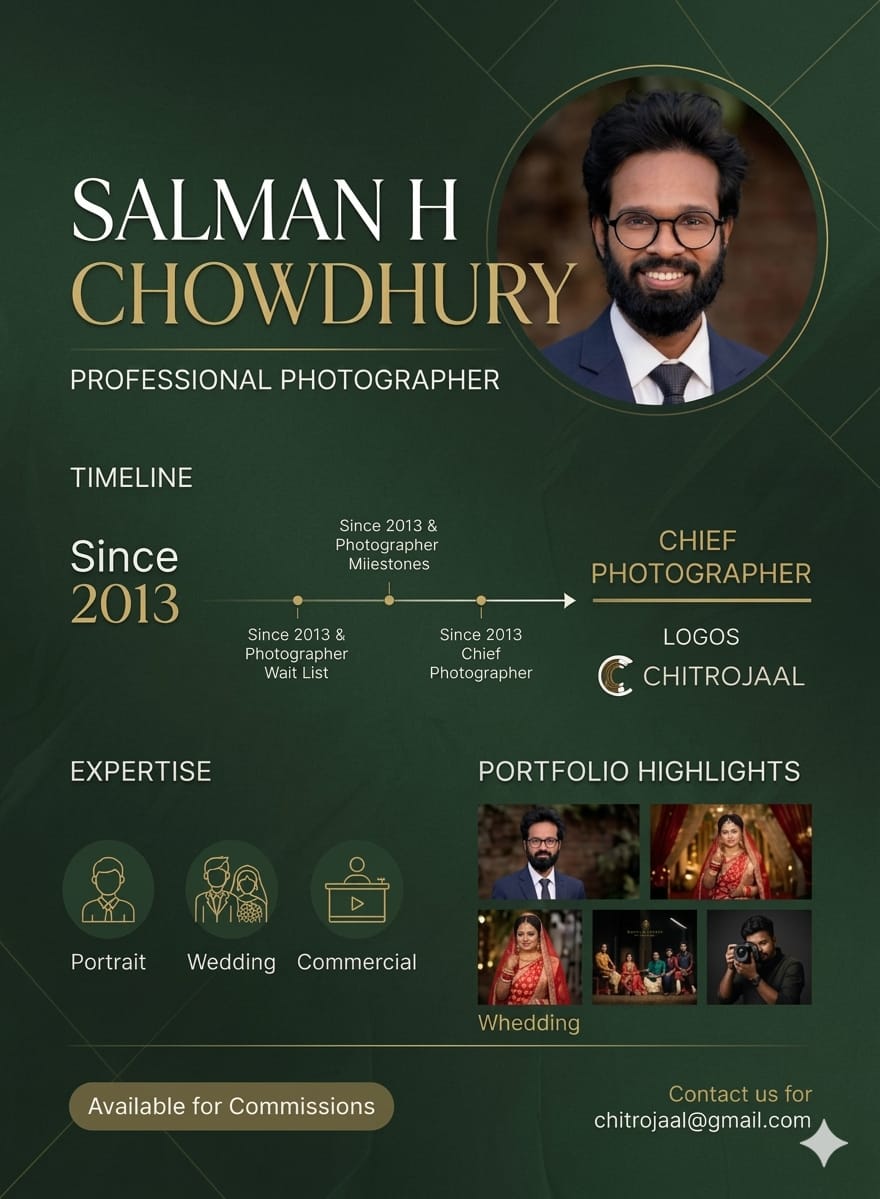 SALMAN H
CHOWDHURY
PROFESSIONAL PHOTOGRAPHER
TIMELINE
Since
2013
Since 2013 &
Photographer
Miiestones
Since 2013 &
Photographer
Wait List
Since 2013
Chief
Photographer
CHIEF
PHOTOGRAPHER
LOGOS
CHITROJAAL
EXPERTISE
Portrait
Wedding
Commercial
PORTFOLIO HIGHLIGHTS
Whedding
Available for Commissions
Contact us for
chitrojaal@gmail.com